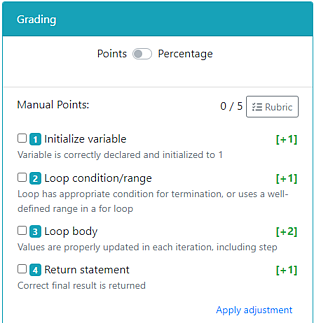 Grading
Points Percentage
Manual Points: 0 / 5 Rubric
1 Initialize variable [+1]
Variable is correctly declared and initialized to 1
2 Loop condition/range [+1]
Loop has appropriate condition for termination, or uses a well-
defined range in a for loop
3 Loop body [+2]
Values are properly updated in each iteration, including step
4 Return statement [+1]
Correct final result is returned
Apply adjustment